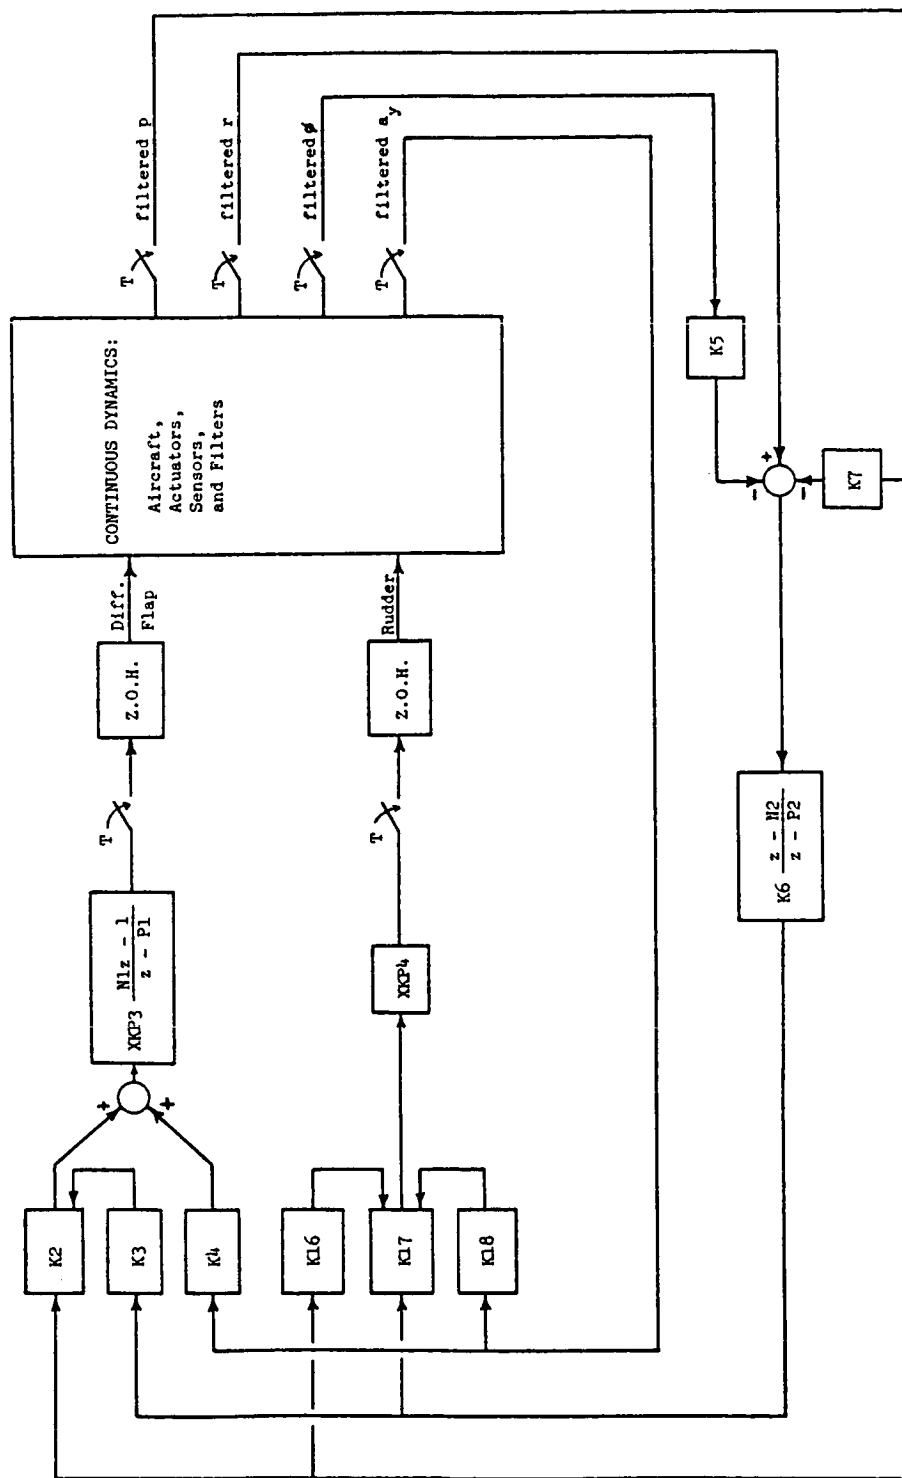 K2
K3
K4
K16
K17
K18
+
+
XKP3 N1z - 1
z - P1
XKP4
T
T
Z.O.H.
Z.O.H.
Diff.
Flap
Rudder
CONTINUOUS DYNAMICS:
Aircraft,
Actuators,
Sensors,
and Filters
T
T
T
T
filtered p
filtered r
filtered ø
filtered a y
K5
+
-
-
K7
K6 z - N2
z - P2